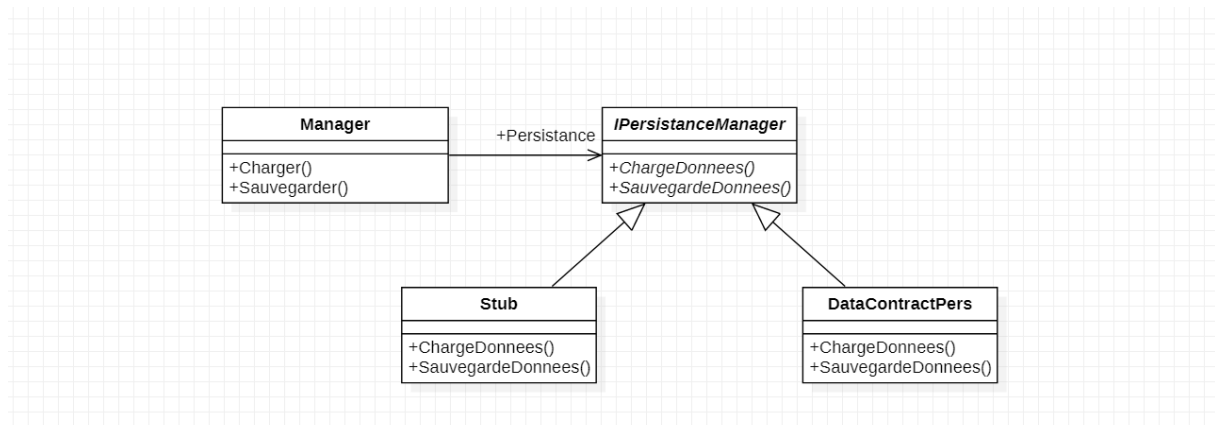 Manager
+Charger()
+Sauvegarder()
+Persistance
IPersistanceManager
+ChargeDonnees()
+SauvegardeDonnees()
Stub
+ChargeDonnees()
+SauvegardeDonnees()
DataContractPers
+ChargeDonnees()
+SauvegardeDonnees()